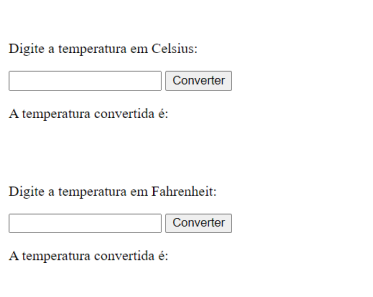 Digite a temperatura em Celsius:
Converter
A temperatura convertida é:
Digite a temperatura em Fahrenheit:
Converter
A temperatura convertida é: